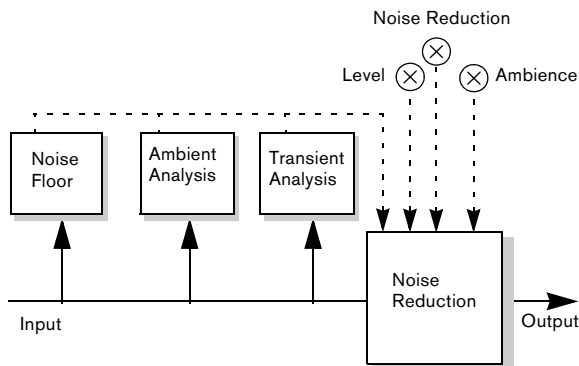 Noise Reduction
Level
Ambience
Noise
Floor
Ambient
Analysis
Transient
Analysis
Noise
Reduction
Input
Output